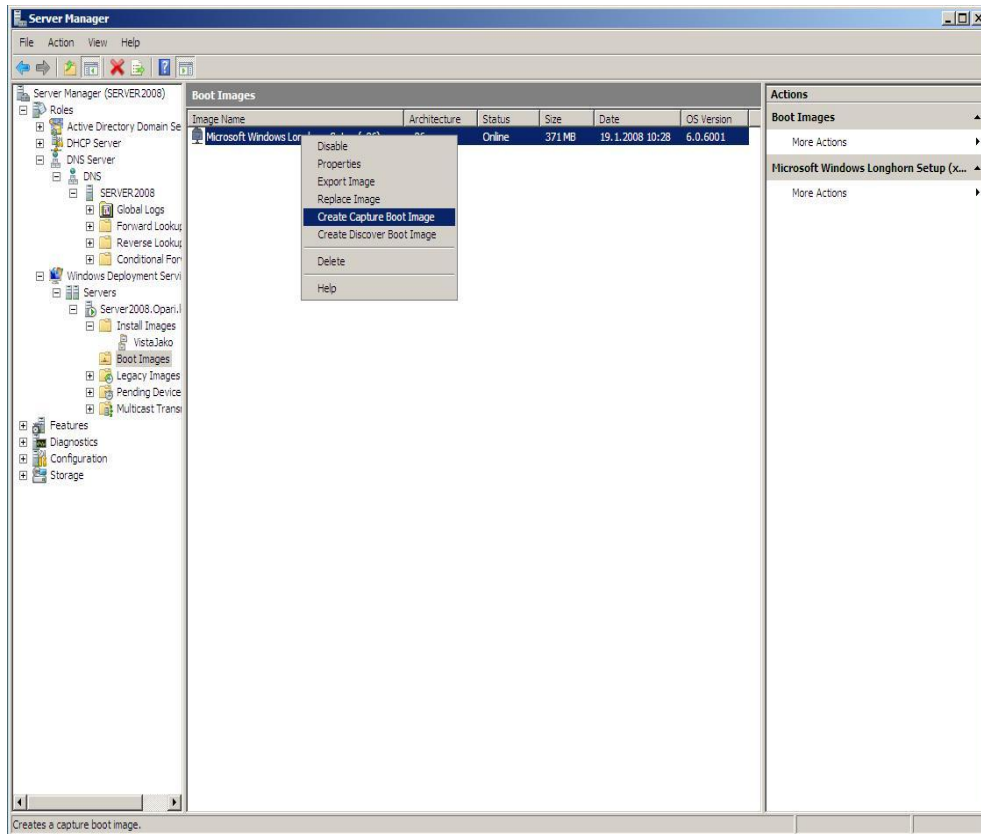 Server Manager
File Action View Help
Server Manager (SERVER2008)
Roles
Active Directory Domain Se
DHCP Server
DNS Server
DNS
SERVER2008
Global Logs
Forward Lookup
Reverse Lookup
Conditional For
Windows Deployment Servi
Servers
Server2008.Opari.l
Install Images
VistaJako
Boot Images
Legacy Images
Pending Device
Multicast Trans
Features
Diagnostics
Configuration
Storage
Boot Images
Image Name Architecture Status Size Date OS Version
Microsoft Windows Lon Online 371 MB 19.1.2008 10:28 6.0.6001
Disable
Properties
Export Image
Replace Image
Create Capture Boot Image
Create Discover Boot Image
Delete
Help
Actions
Boot Images
More Actions
Microsoft Windows Longhorn Setup (x...
More Actions
Creates a capture boot image.